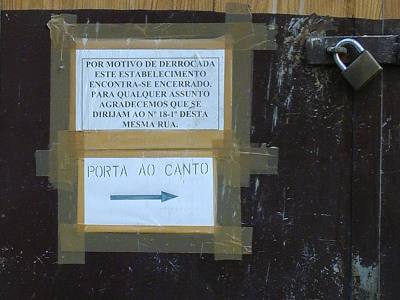 POR MOTIVO DE DERROCADA
ESTE ESTABELECIMENTO
ENCONTRA-SE ENCERRADO.
PARA QUALQUER ASSUNTO
AGRADECEMOS QUE SE
DIRIJAM AO Nº 18-1º DESTA
MESMA RUA.
PORTA AO CANTO